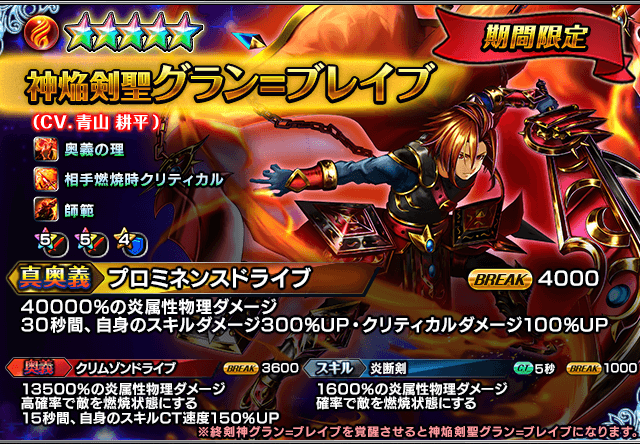 期間限定
神焔剣聖グラン=ブレイブ
(CV.青山 耕平)
奥義の理
相手燃焼時クリティカル
師範
5 5 4
真奥義 プロミネンスドライブ BREAK 4000
40000%の炎属性物理ダメージ
30秒間、自身のスキルダメージ300%UP・クリティカルダメージ100%UP
奥義 クリムゾンドライブ BREAK 3600
13500%の炎属性物理ダメージ
高確率で敵を燃焼状態にする
15秒間、自身のスキルCT速度150%UP
スキル 炎断剣 CT 5秒 BREAK 1000
1600%の炎属性物理ダメージ
確率で敵を燃焼状態にする
※終剣神グラン=ブレイブを覚醒させると神焔剣聖グラン=ブレイブになります。